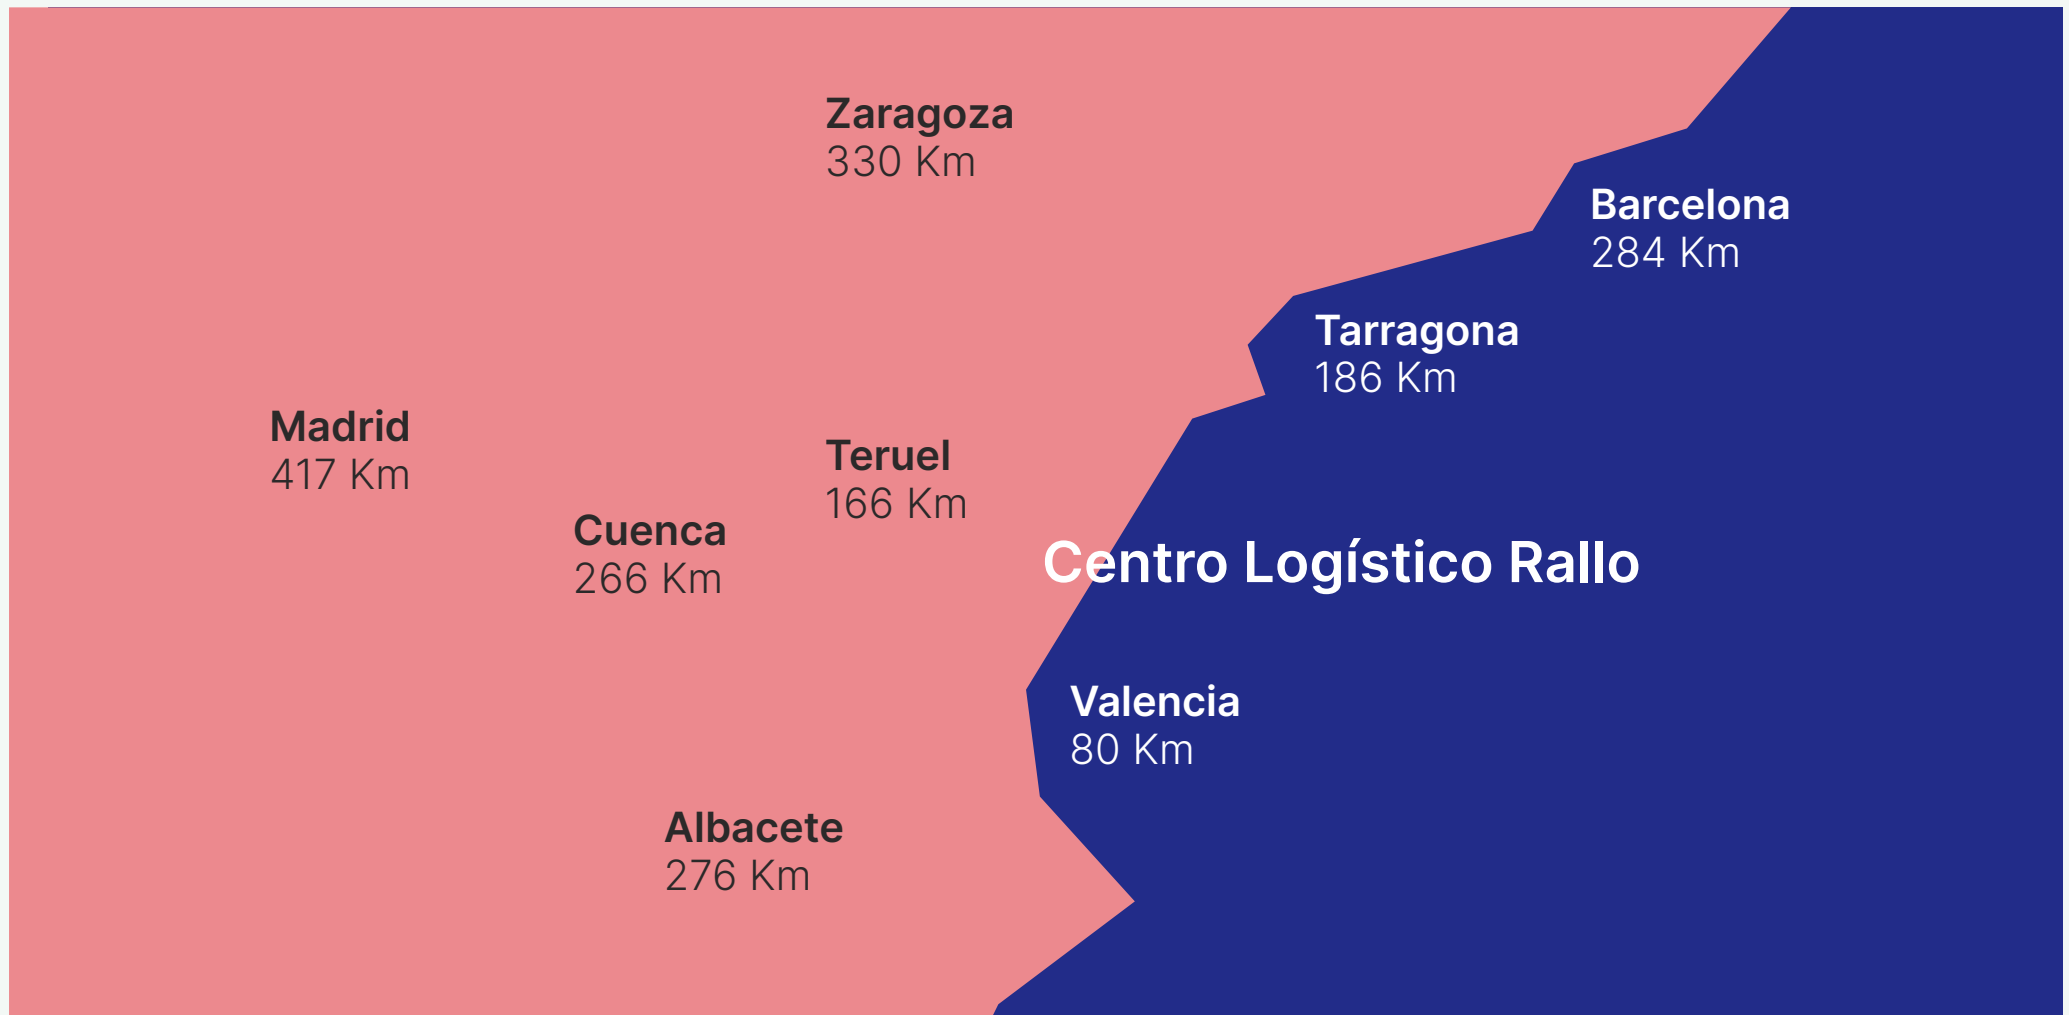 Zaragoza
330 Km
Barcelona
284 Km
Tarragona
186 Km
Madrid
417 Km
Teruel
166 Km
Cuenca
266 Km
Centro Logístico Rallo
Valencia
80 Km
Albacete
276 Km